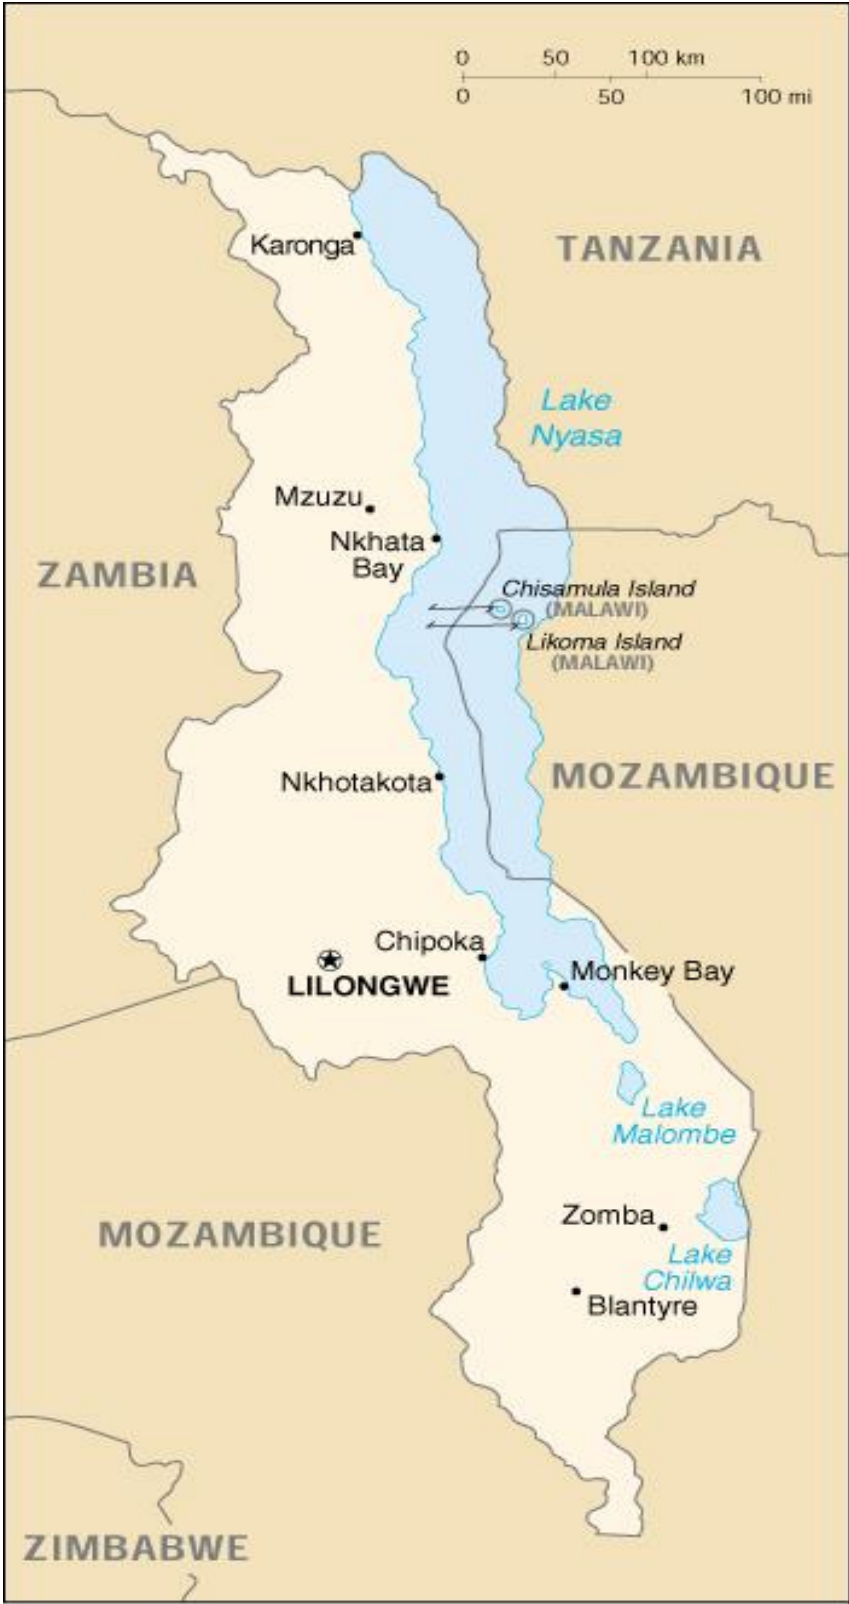 0 50 100 km
0 50 100 mi
TANZANIA
Karonga
Lake
Nyasa
Mzuzu
Nkhata
Bay
ZAMBIA
Chisamula Island
(MALAWI)
Likoma Island
(MALAWI)
Nkhotakota
MOZAMBIQUE
Chipoka
Monkey Bay
LILONGWE
Lake
Malombe
Zomba
MOZAMBIQUE
Lake
Chilwa
Blantyre
ZIMBABWE